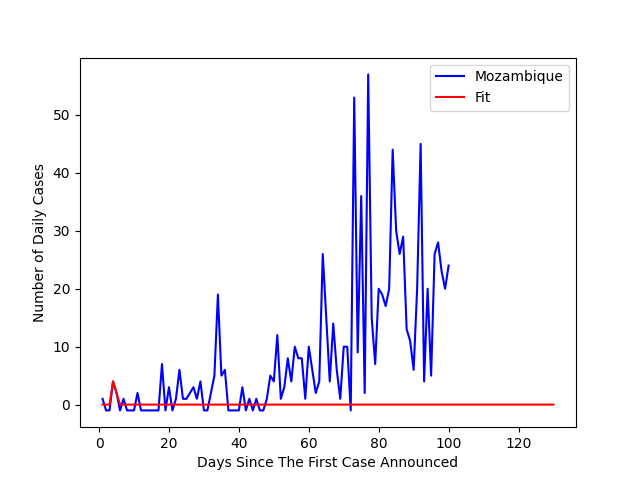 Mozambique
Fit
50
40
30
20
10
0
Number of Daily Cases
0 20 40 60 80 100 120
Days Since The First Case Announced